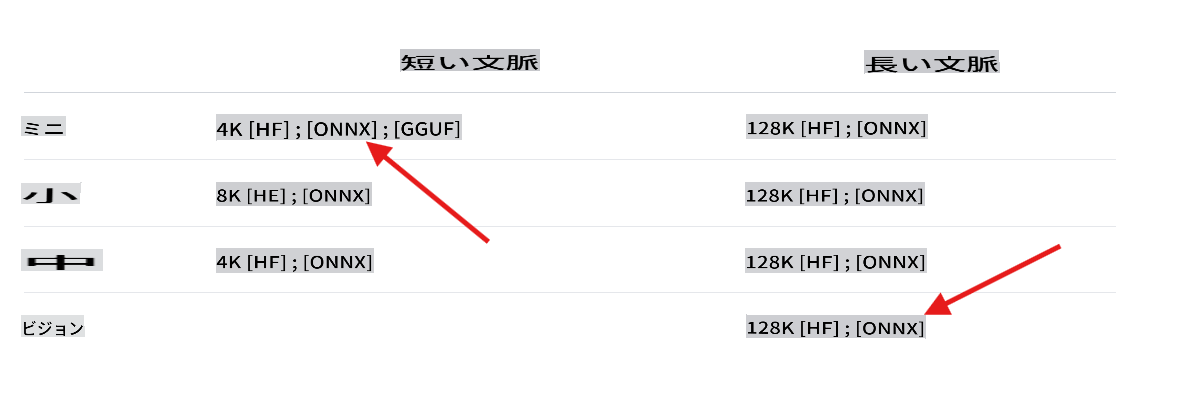 短い文脈 長い文脈
ミニ 4K [HF] ; [ONNX] ; [GGUF] 128K [HF] ; [ONNX]
小 8K [HE] ; [ONNX] 128K [HF] ; [ONNX]
中 4K [HF] ; [ONNX] 128K [HF] ; [ONNX]
ビジョン 128K [HF] ; [ONNX]